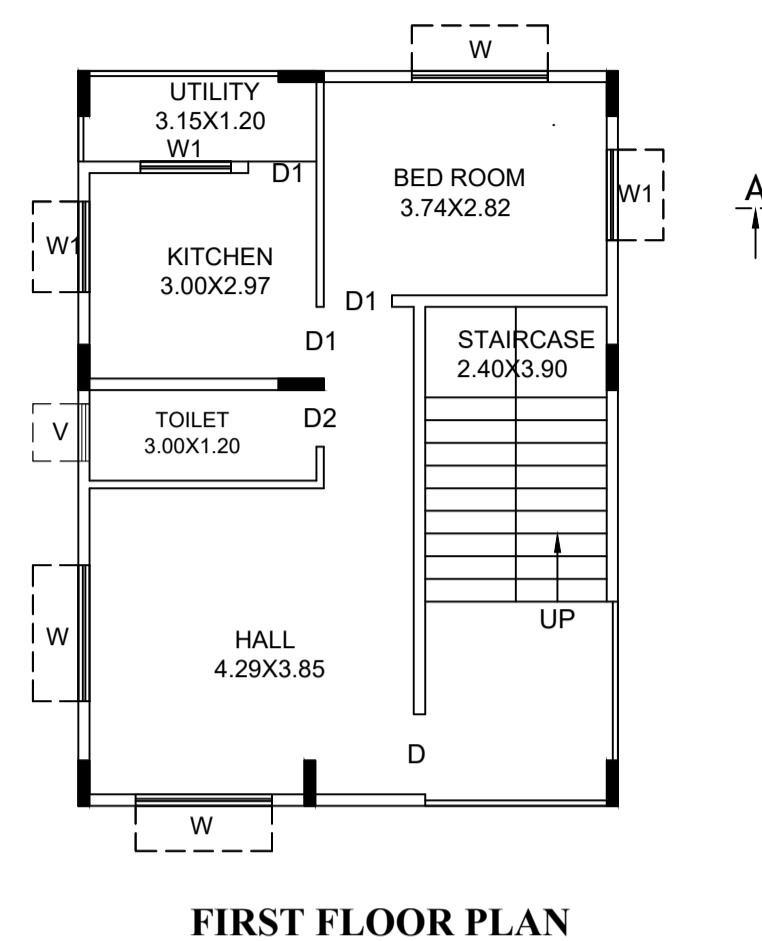 W
UTILITY
3.15X1.20
W1
D1
BED ROOM
3.74X2.82
W1
A
W1
KITCHEN
3.00X2.97
D1
D1
STAIRCASE
2.40X3.90
V
TOILET
3.00X1.20
D2
UP
W
HALL
4.29X3.85
D
W
FIRST FLOOR PLAN